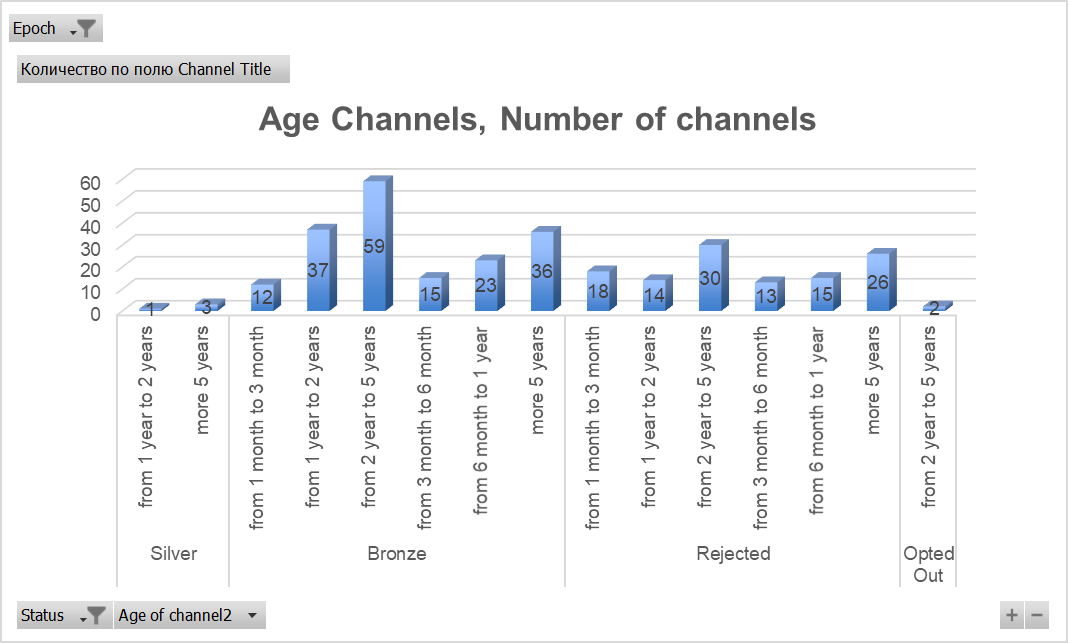 Epoch
Количество по полю Channel Title
Age Channels, Number of channels
60
50
40
30
20
10
0
1
3
12
37
59
15
23
36
18
14
30
13
15
26
2
from 1 year to 2 years
more 5 years
from 1 month to 3 month
from 1 year to 2 years
from 2 year to 5 years
from 3 month to 6 month
from 6 month to 1 year
more 5 years
from 1 month to 3 month
from 1 year to 2 years
from 2 year to 5 years
from 3 month to 6 month
from 6 month to 1 year
more 5 years
from 2 year to 5 years
Silver
Bronze
Rejected
Opted
Out
Status
Age of channel2